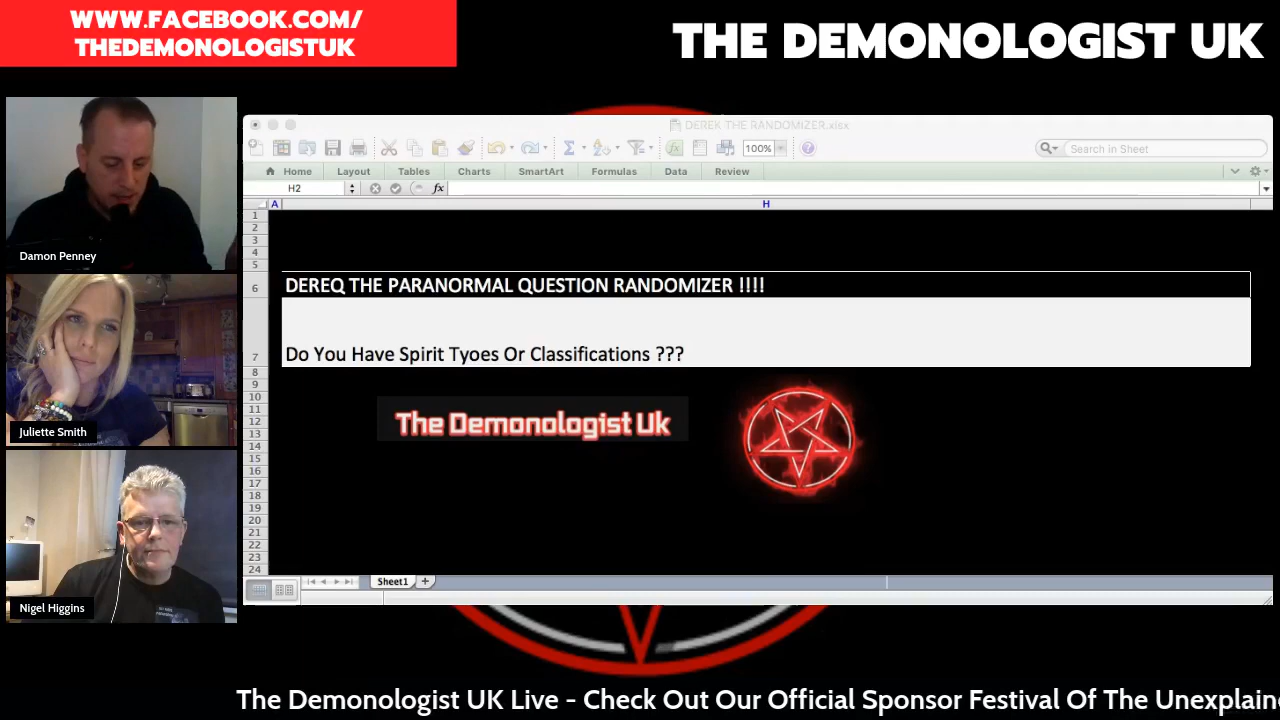 WWW.FACEBOOK.COM/
THEDEMONOLOGISTUK
THE DEMONOLOGIST UK
Damon Penney
Juliette Smith
Nigel Higgins
DEREK THE RANDOMIZER.xlsx
100%
Search in Sheet
Home Layout Tables Charts SmartArt Formulas Data Review
H2 fx
A H
1
2
3
4
5
6 DEREQ THE PARANORMAL QUESTION RANDOMIZER !!!!
7 Do You Have Spirit Tyoes Or Classifications ???
8
9
10
11
12
13
14
15
16
17
18
19
20
21
22
23
24
The Demonologist Uk
Sheet1
The Demonologist UK Live - Check Out Our Official Sponsor Festival Of The Unexplain